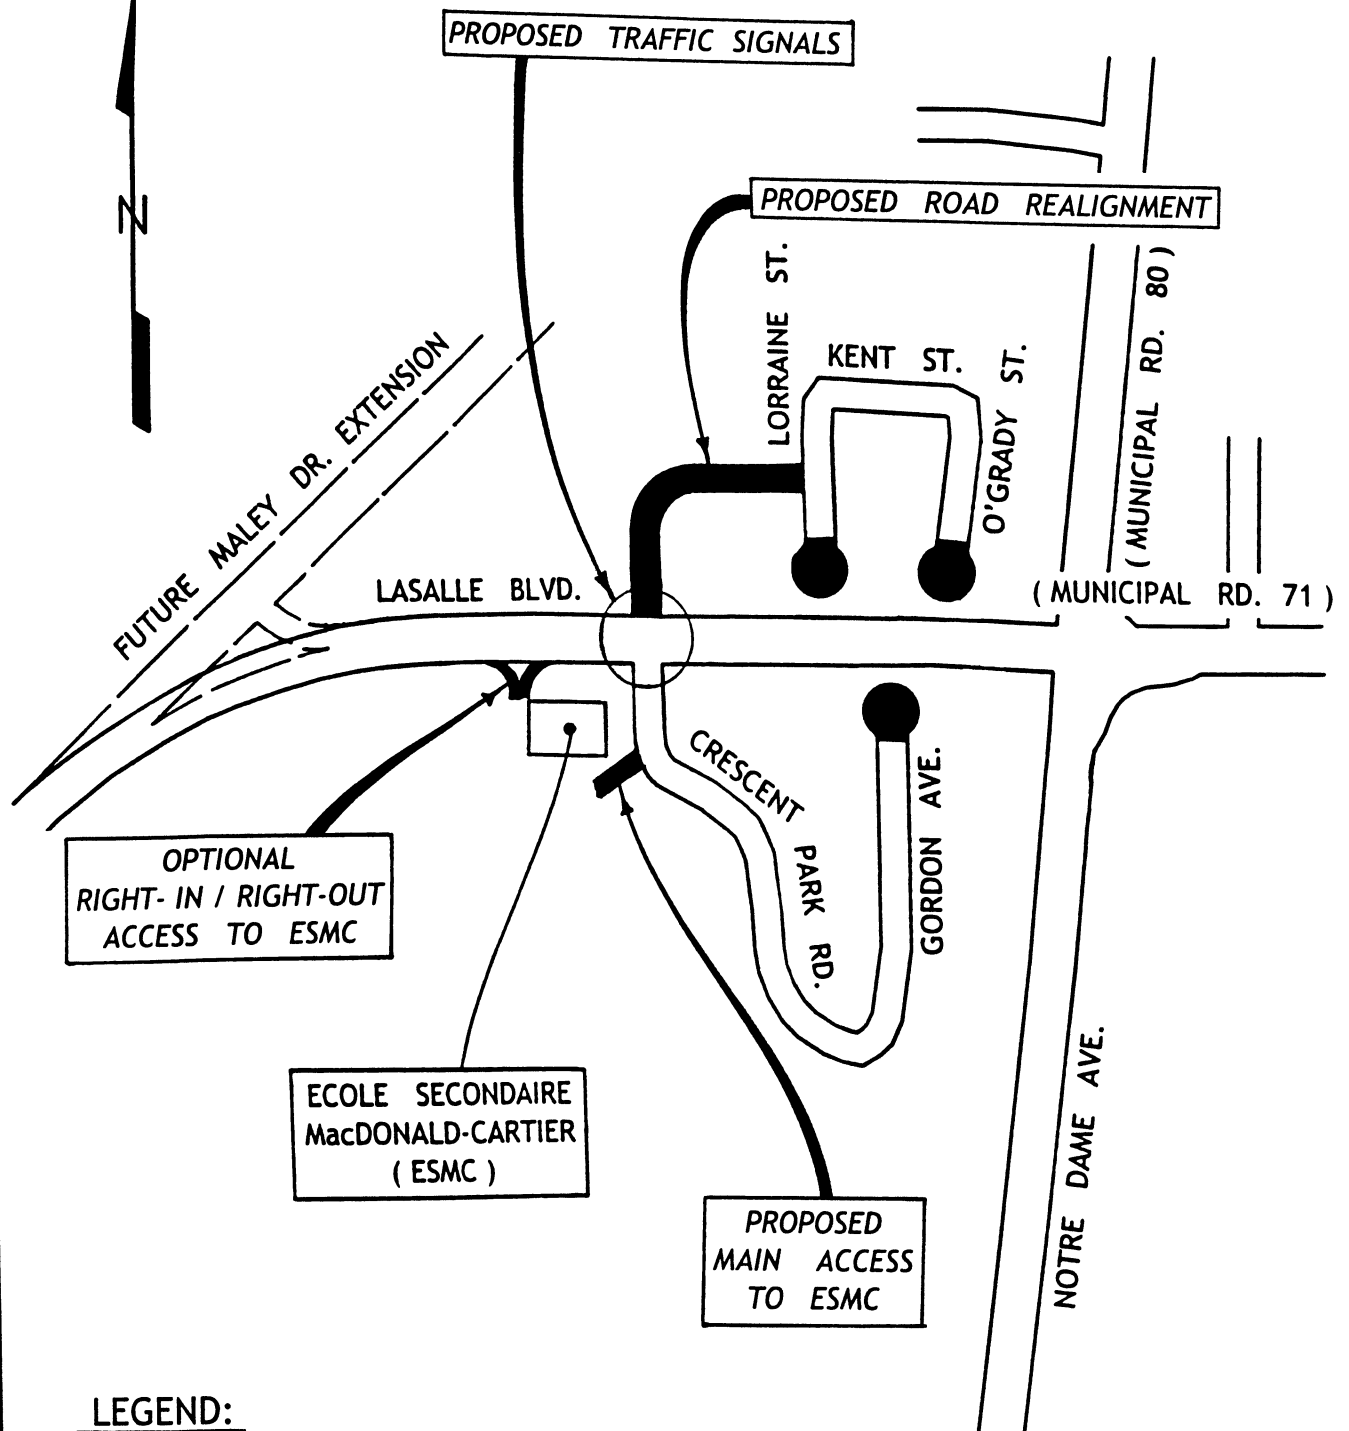 PROPOSED TRAFFIC SIGNALS
N
PROPOSED ROAD REALIGNMENT
LORRAINE ST.
KENT ST.
O'GRADY ST.
( MUNICIPAL RD. 80 )
FUTURE MALEY DR. EXTENSION
LASALLE BLVD.
( MUNICIPAL RD. 71 )
CRESCENT PARK RD.
GORDON AVE.
OPTIONAL
RIGHT- IN / RIGHT-OUT
ACCESS TO ESMC
ECOLE SECONDAIRE
MacDONALD-CARTIER
( ESMC )
PROPOSED
MAIN ACCESS
TO ESMC
NOTRE DAME AVE.
LEGEND: